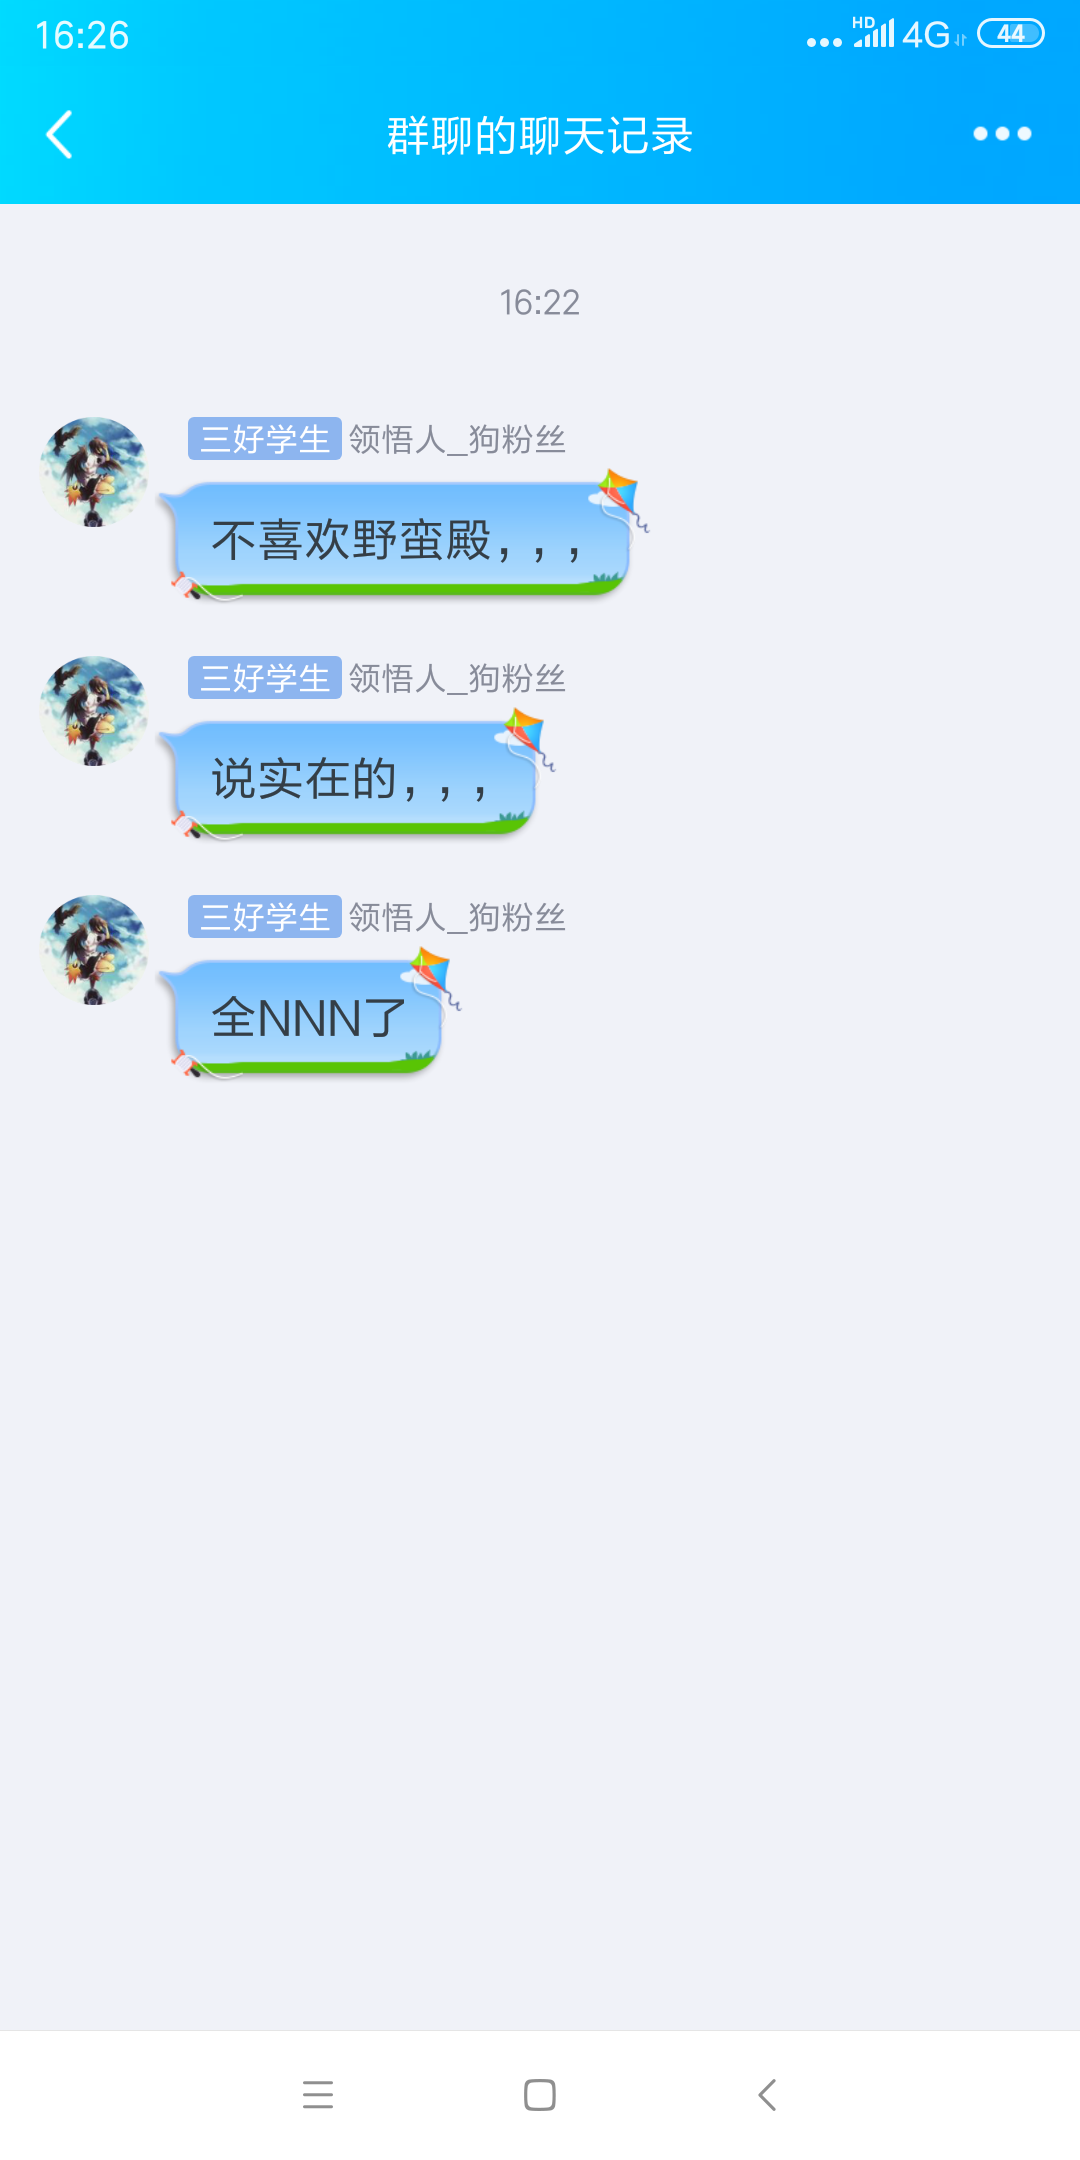 16:26
HD 4G 44
群聊的聊天记录
16:22
三好学生 领悟人_狗粉丝
不喜欢野蛮殿，，，
三好学生 领悟人_狗粉丝
说实在的，，，
三好学生 领悟人_狗粉丝
全NNN了